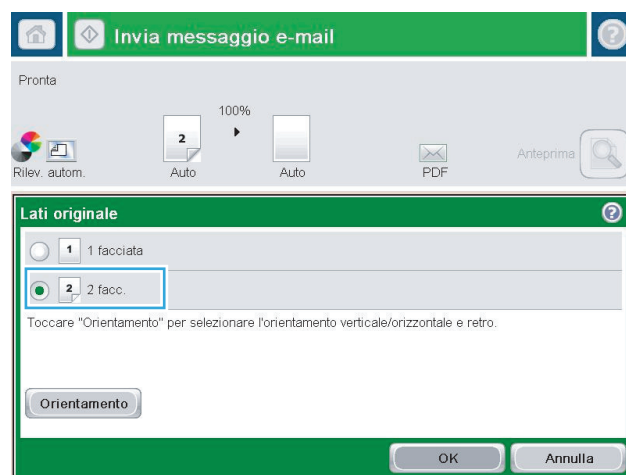 Invia messaggio e-mail
?
Pronta
100%
2
Rilev. autom.
Auto
Auto
PDF
Anteprima
Lati originale
?
1 1 facciata
2 2 facc.
Toccare "Orientamento" per selezionare l'orientamento verticale/orizzontale e retro.
Orientamento
OK Annulla